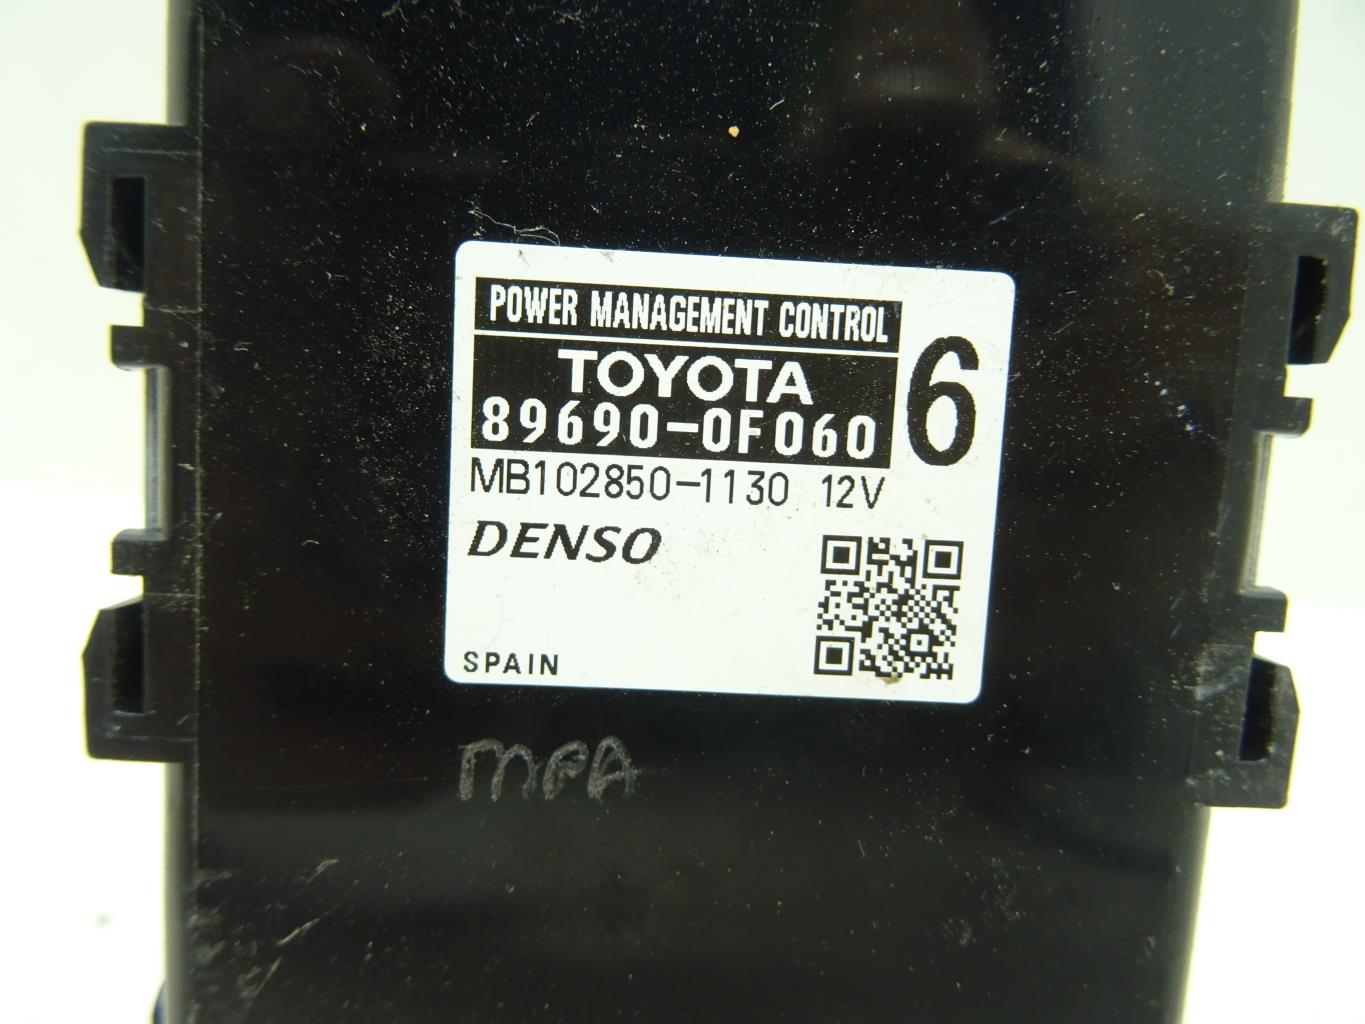 POWER MANAGEMENT CONTROL
TOYOTA
89690-0F060
6
MB102850-1130 12V
DENSO
SPAIN
MPA